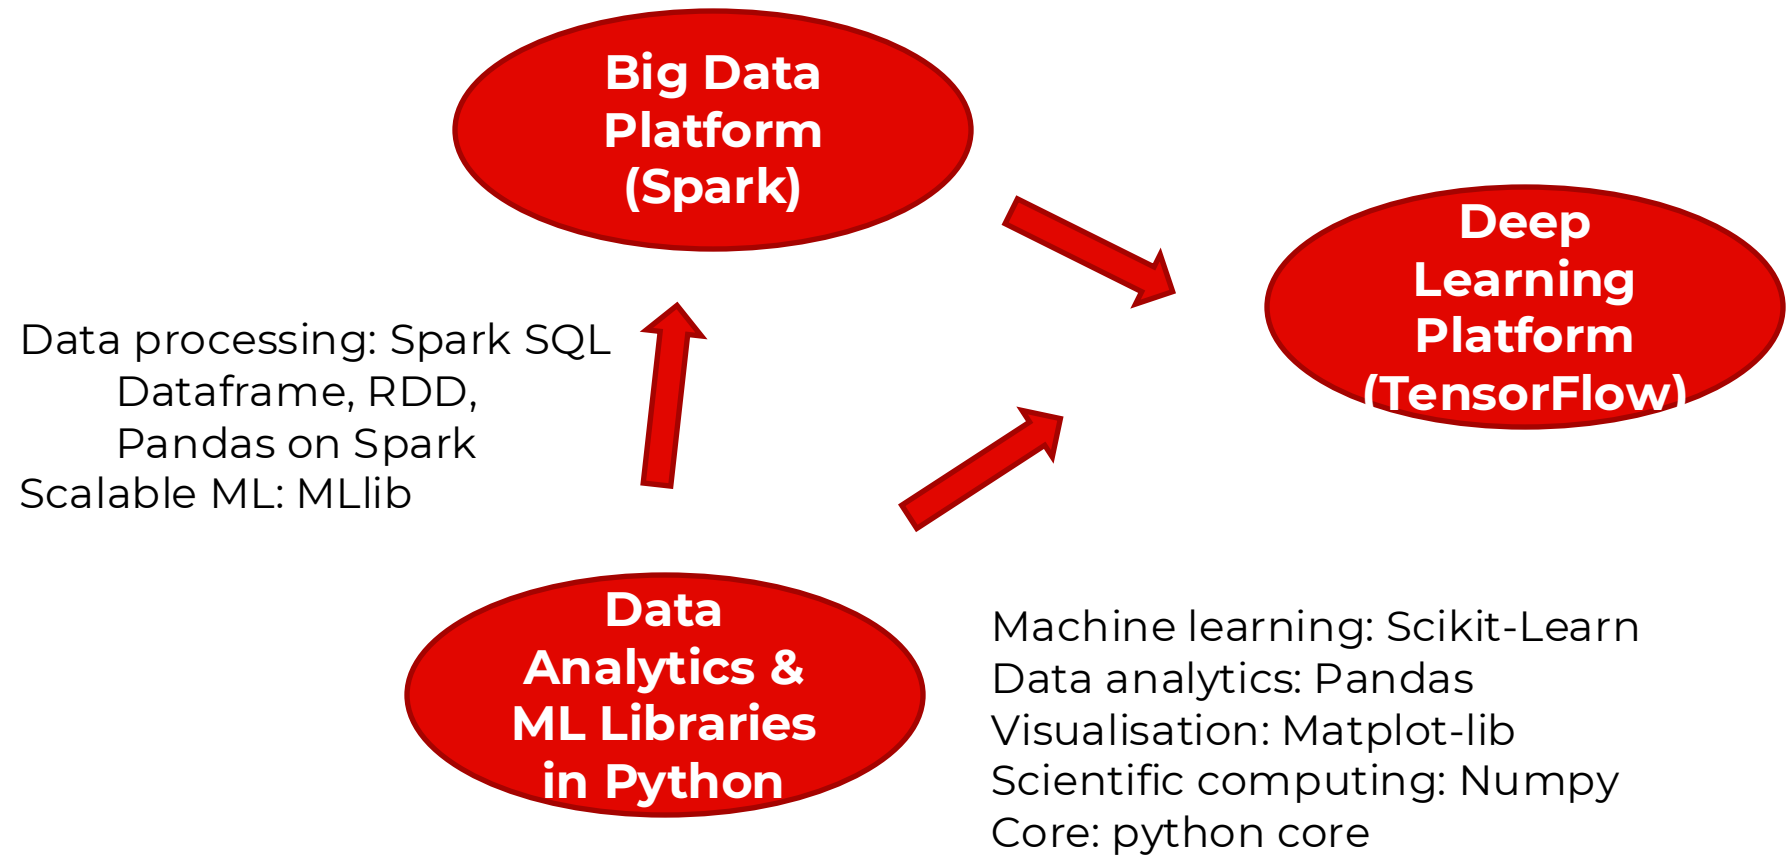 Big Data
Platform
(Spark)
Deep
Learning
Platform
(TensorFlow)
Data processing: Spark SQL
Dataframe, RDD,
Pandas on Spark
Scalable ML: MLlib
Data
Analytics &
ML Libraries
in Python
Machine learning: Scikit-Learn
Data analytics: Pandas
Visualisation: Matplot-lib
Scientific computing: Numpy
Core: python core